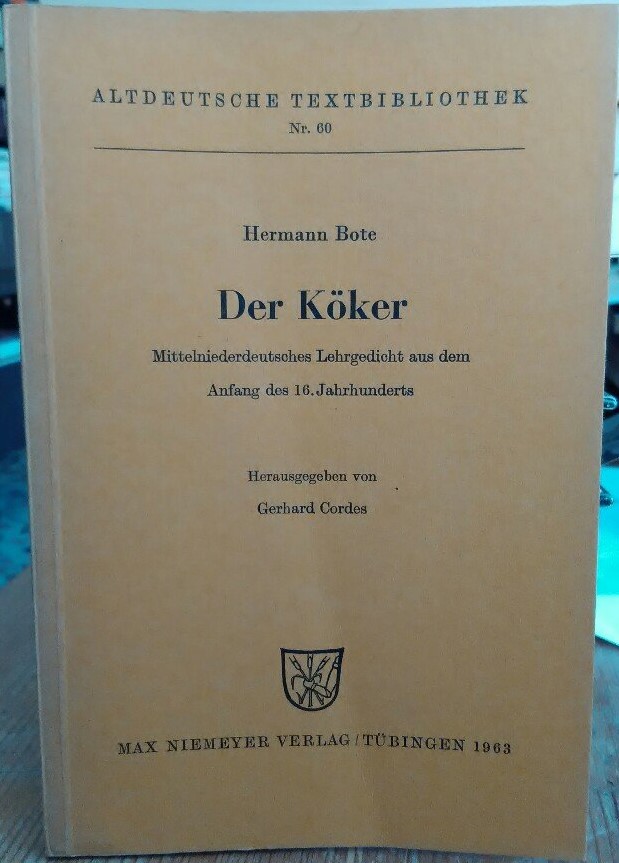 ALTDEUTSCHE TEXTBIBLIOTHEK
Nr. 60
Hermann Bote
Der Köker
Mittelniederdeutsches Lehrgedicht aus dem
Anfang des 16. Jahrhunderts
Herausgegeben von
Gerhard Cordes
MAX NIEMEYER VERLAG / TÜBINGEN 1963